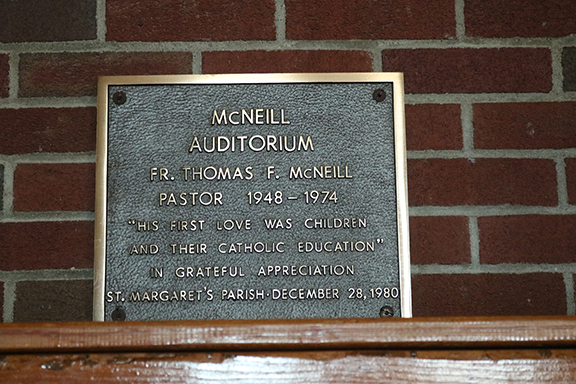 McNEILL
AUDITORIUM
FR. THOMAS F. McNEILL
PASTOR 1948 - 1974
"HIS FIRST LOVE WAS CHILDREN
AND THEIR CATHOLIC EDUCATION"
IN GRATEFUL APPRECIATION
ST. MARGARET'S PARISH · DECEMBER 28, 1980